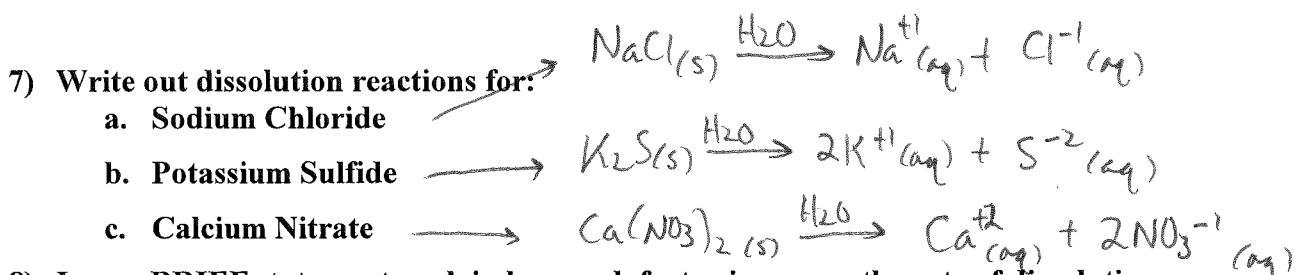 7) Write out dissolution reactions for:
NaCl(s) H2O → Na⁺¹(aq) + Cl⁻¹(aq)
a. Sodium Chloride
b. Potassium Sulfide
K₂S(s) H2O → 2K⁺¹(aq) + S⁻²(aq)
c. Calcium Nitrate
Ca(NO₃)₂(s) H2O → Ca⁺²(aq) + 2NO₃⁻¹(aq)